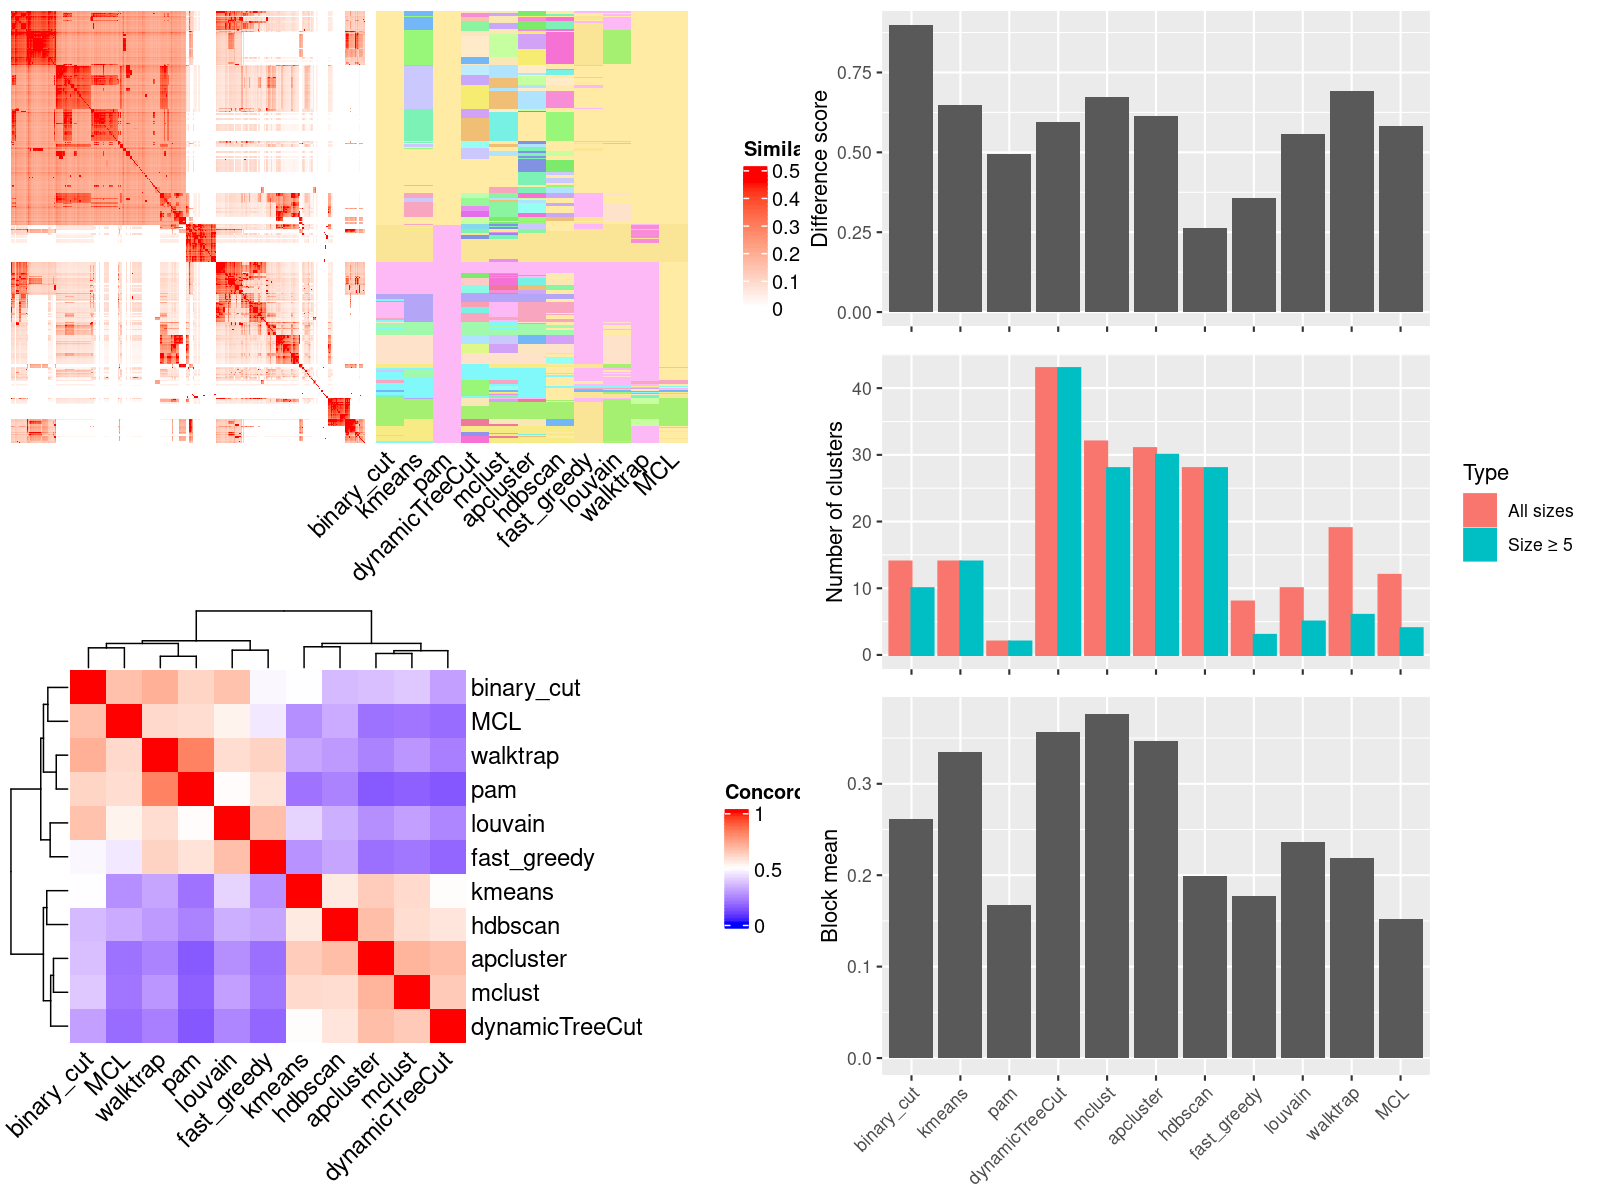 Simila
0.5
0.4
0.3
0.2
0.1
0
binary_cut
kmeans
pam
dynamicTreeCut
mclust
apcluster
hdbscan
fast_greedy
louvain
walktrap
MCL
binary_cut
MCL
walktrap
pam
louvain
fast_greedy
kmeans
hdbscan
apcluster
mclust
dynamicTreeCut
binary_cut
MCL
walktrap
pam
louvain
fast_greedy
kmeans
hdbscan
apcluster
mclust
dynamicTreeCut
Concord
1
0.5
0
Difference score
0.75
0.50
0.25
0.00
Number of clusters
40
30
20
10
0
Type
All sizes
Size ≥ 5
Block mean
0.3
0.2
0.1
0.0
binary_cut
kmeans
pam
dynamicTreeCut
mclust
apcluster
hdbscan
fast_greedy
louvain
walktrap
MCL